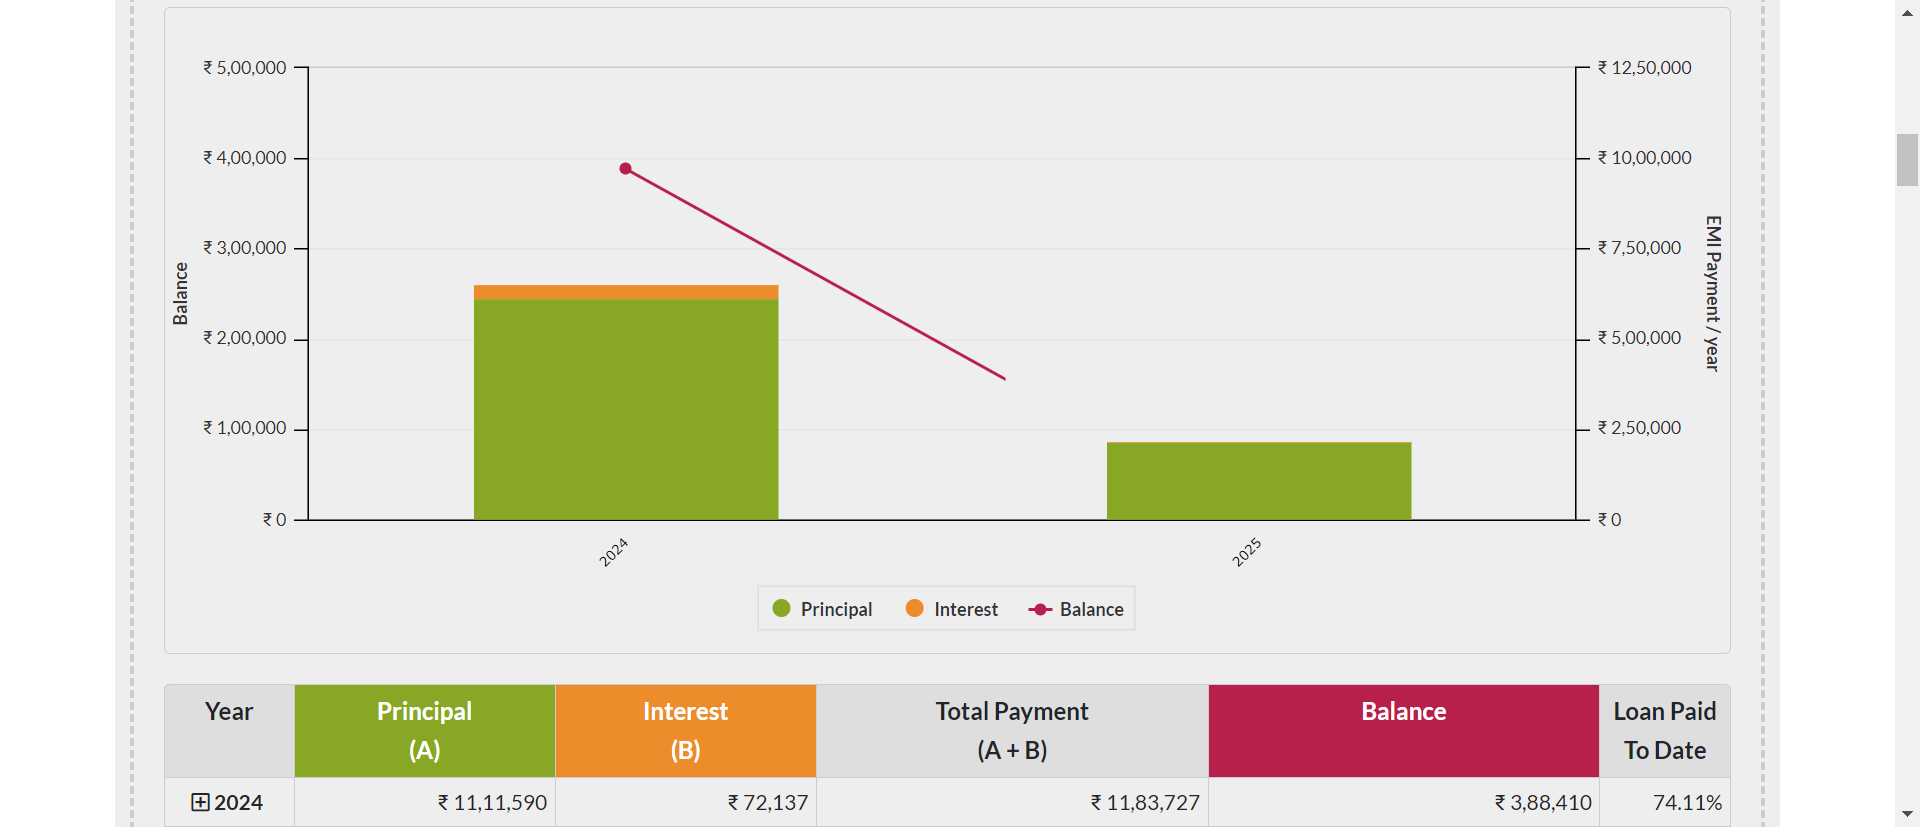 ₹ 5,00,000
₹ 4,00,000
₹ 3,00,000
₹ 2,00,000
₹ 1,00,000
₹ 0
Balance
₹ 12,50,000
₹ 10,00,000
₹ 7,50,000
₹ 5,00,000
₹ 2,50,000
₹ 0
EMI Payment / year
2024
2025
Principal
Interest
Balance
Year
Principal
(A)
Interest
(B)
Total Payment
(A + B)
Balance
Loan Paid
To Date
2024 ₹ 11,11,590 ₹ 72,137 ₹ 11,83,727 ₹ 3,88,410 74.11%